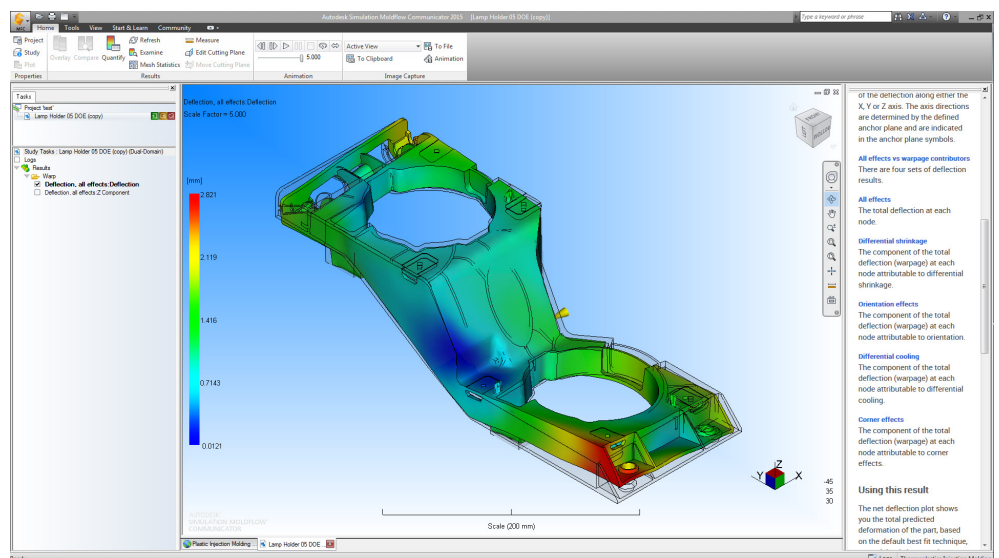 Autodesk Simulation Moldflow Communicator 2015 [Lamp Holder 05 DOE (copy)]
Type a keyword or phrase
Home Tools View Start & Learn Community
Project
Study
Plot
Properties
Overlay Compare Quantify
Refresh
Examine
Mesh Statistics
Measure
Edit Cutting Plane
Move Cutting Plane
Results
5.000
Animation
Active View
To Clipboard
To File
Animation
Image Capture
Tasks
Project 'test'
Lamp Holder 05 DOE (copy)
Study Tasks : Lamp Holder 05 DOE (copy) (Dual-Domain)
Logs
Results
Warp
Deflection, all effects:Deflection
Deflection, all effects:Z Component
Deflection, all effects:Deflection
Scale Factor = 5.000
[mm]
2.821
2.119
1.416
0.7143
0.0121
LEFT
Z
Y
X
-45
35
30
Scale (200 mm)
AUTODESK
SIMULATION MOLDFLOW
COMMUNICATOR
Plastic Injection Molding
Lamp Holder 05 DOE
of the deflection along either the
X, Y or Z axis. The axis directions
are determined by the defined
anchor plane and are indicated
in the anchor plane symbols.
All effects vs warpage contributors
There are four sets of deflection
results.
All effects
The total deflection at each
node.
Differential shrinkage
The component of the total
deflection (warpage) at each
node attributable to differential
shrinkage.
Orientation effects
The component of the total
deflection (warpage) at each
node attributable to orientation.
Differential cooling
The component of the total
deflection (warpage) at each
node attributable to differential
cooling.
Corner effects
The component of the total
deflection (warpage) at each
node attributable to corner
effects.
Using this result
The net deflection plot shows
you the total predicted
deformation of the part, based
on the default best fit technique,